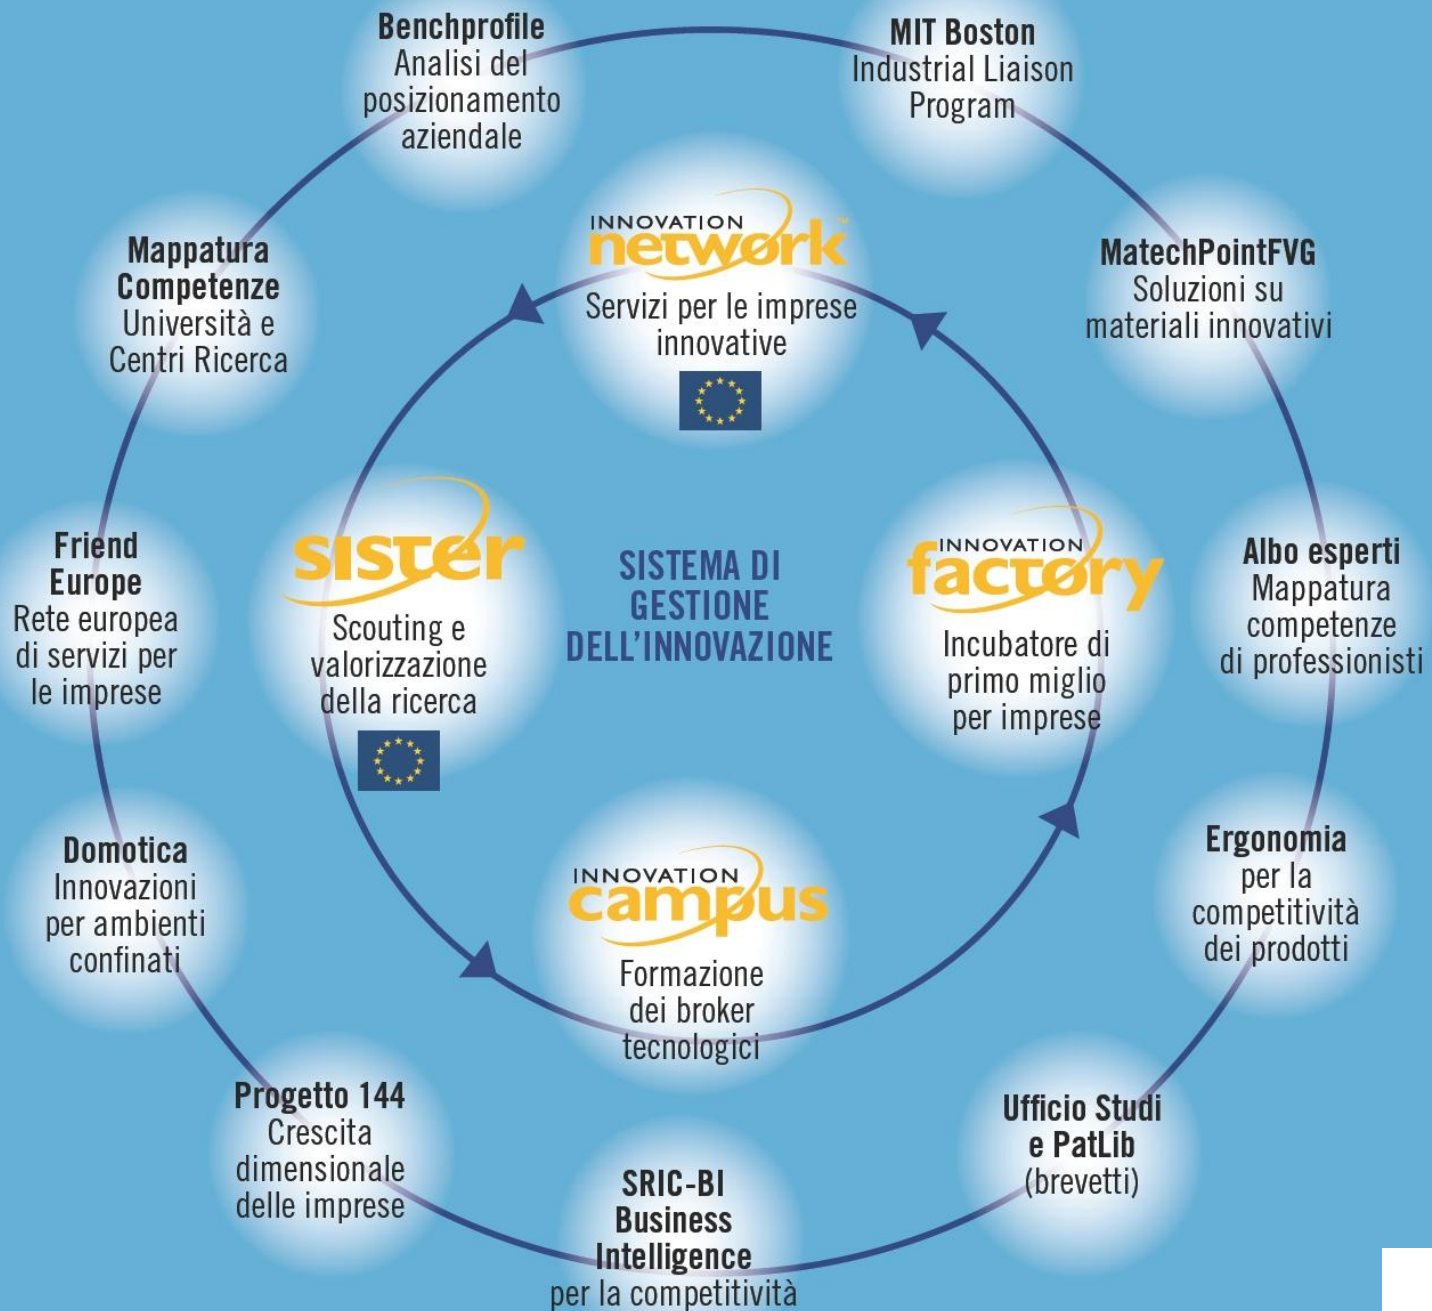 Benchprofile
Analisi del
posizionamento
aziendale
MIT Boston
Industrial Liaison
Program
INNOVATION
network™
Servizi per le imprese
innovative
Mappatura
Competenze
Università e
Centri Ricerca
MatechPointFVG
Soluzioni su
materiali innovativi
Friend
Europe
Rete europea
di servizi per
le imprese
sister
Scouting e
valorizzazione
della ricerca
SISTEMA DI
GESTIONE
DELL'INNOVAZIONE
INNOVATION
factory
Incubatore di
primo miglio
per imprese
Albo esperti
Mappatura
competenze
di professionisti
Domotica
Innovazioni
per ambienti
confinati
INNOVATION
campus
Formazione
dei broker
tecnologici
Ergonomia
per la
competitività
dei prodotti
Progetto 144
Crescita
dimensionale
delle imprese
SRIC-BI
Business
Intelligence
per la competitività
Ufficio Studi
e PatLib
(brevetti)